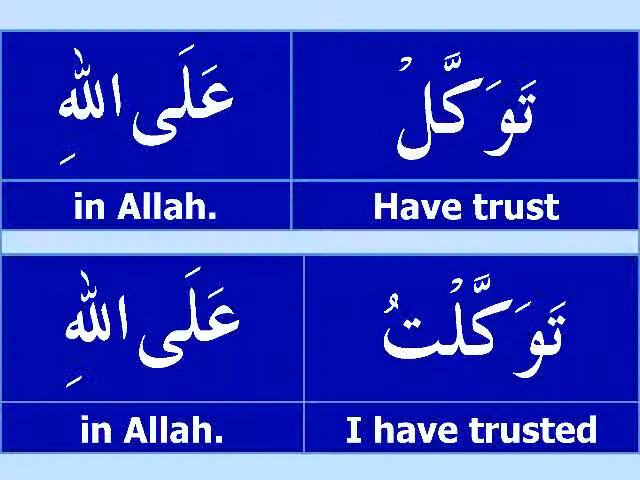 تَوَكَّلْ عَلَى اللهِ
Have trust in Allah.
تَوَكَّلْتُ عَلَى اللهِ
I have trusted in Allah.